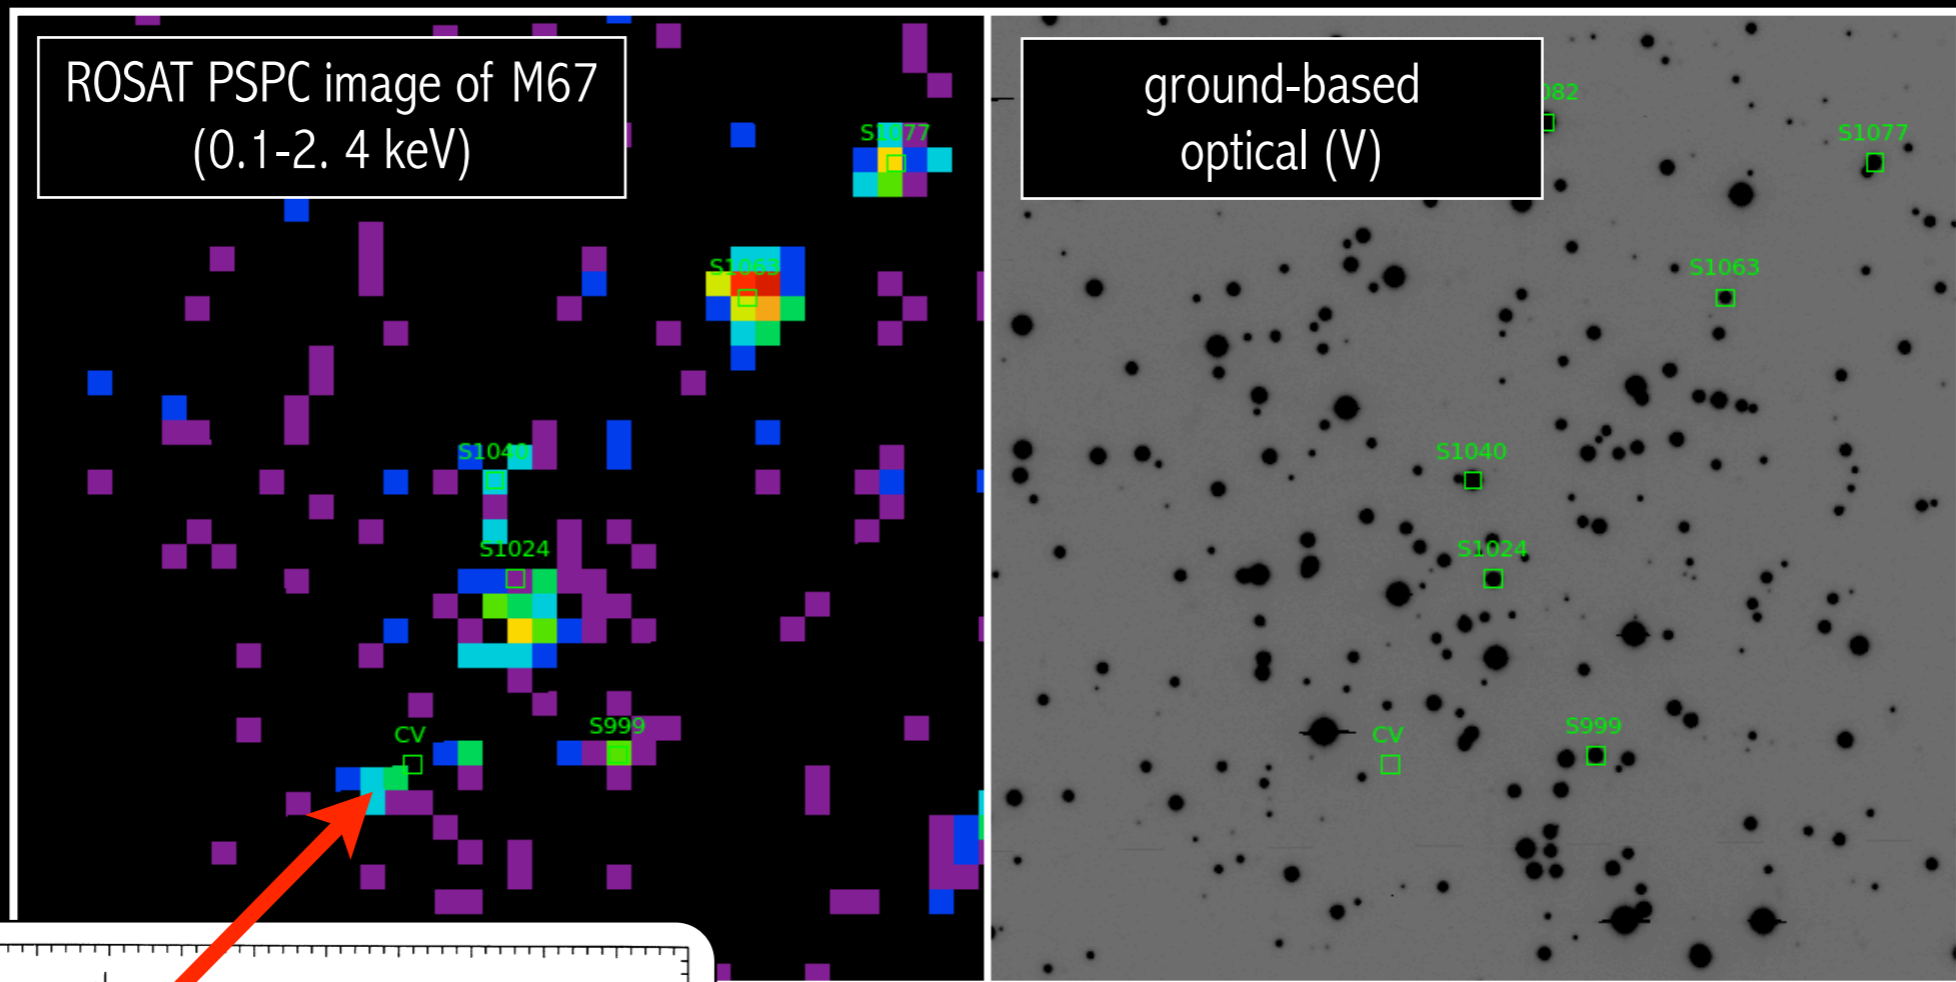 ROSAT PSPC image of M67
(0.1-2. 4 keV)
S1077
S1063
S1040
S1024
S999
CV
ground-based
optical (V)
082
S1077
S1063
S1040
S1024
S999
CV